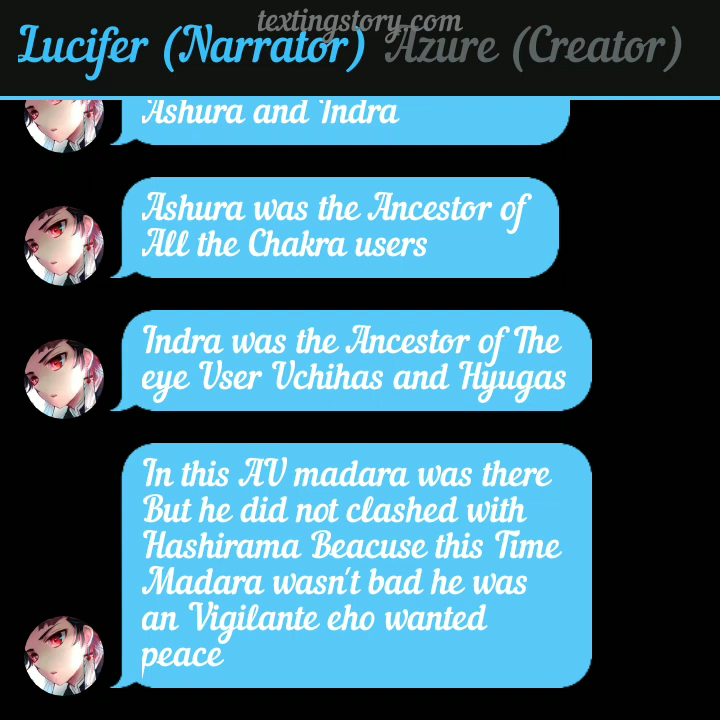 textingstory.com
Lucifer (Narrator) Azure (Creator)
Ashura and Indra
Ashura was the Ancestor of
All the Chakra users
Indra was the Ancestor of The
eye User Uchihas and Hyugas
In this AU madara was there
But he did not clashed with
Hashirama Beacuse this Time
Madara wasn't bad he was
an Vigilante eho wanted
peace